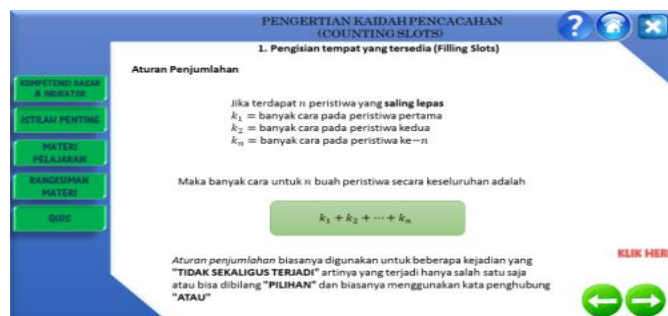 PENGERTIAN KAIDAH PENCACAHAN
(COUNTING SLOTS)
1. Pengisian tempat yang tersedia (Filling Slots)
Aturan Penjumlahan
KOMPETENSI DASAR
& INDIKATOR
ISTILAH PENTING
MATERI
PELAJARAN
RANGKUMAN
MATERI
QUIZ
Jika terdapat n peristiwa yang saling lepas
k₁ = banyak cara pada peristiwa pertama
k₂ = banyak cara pada peristiwa kedua
kₙ = banyak cara pada peristiwa ke−n
Maka banyak cara untuk n buah peristiwa secara keseluruhan adalah
k₁ + k₂ + ⋯ + kₙ
Aturan penjumlahan biasanya digunakan untuk beberapa kejadian yang
"TIDAK SEKALIGUS TERJADI" artinya yang terjadi hanya salah satu saja
atau bisa dibilang "PILIHAN" dan biasanya menggunakan kata penghubung
"ATAU"
KLIK HER